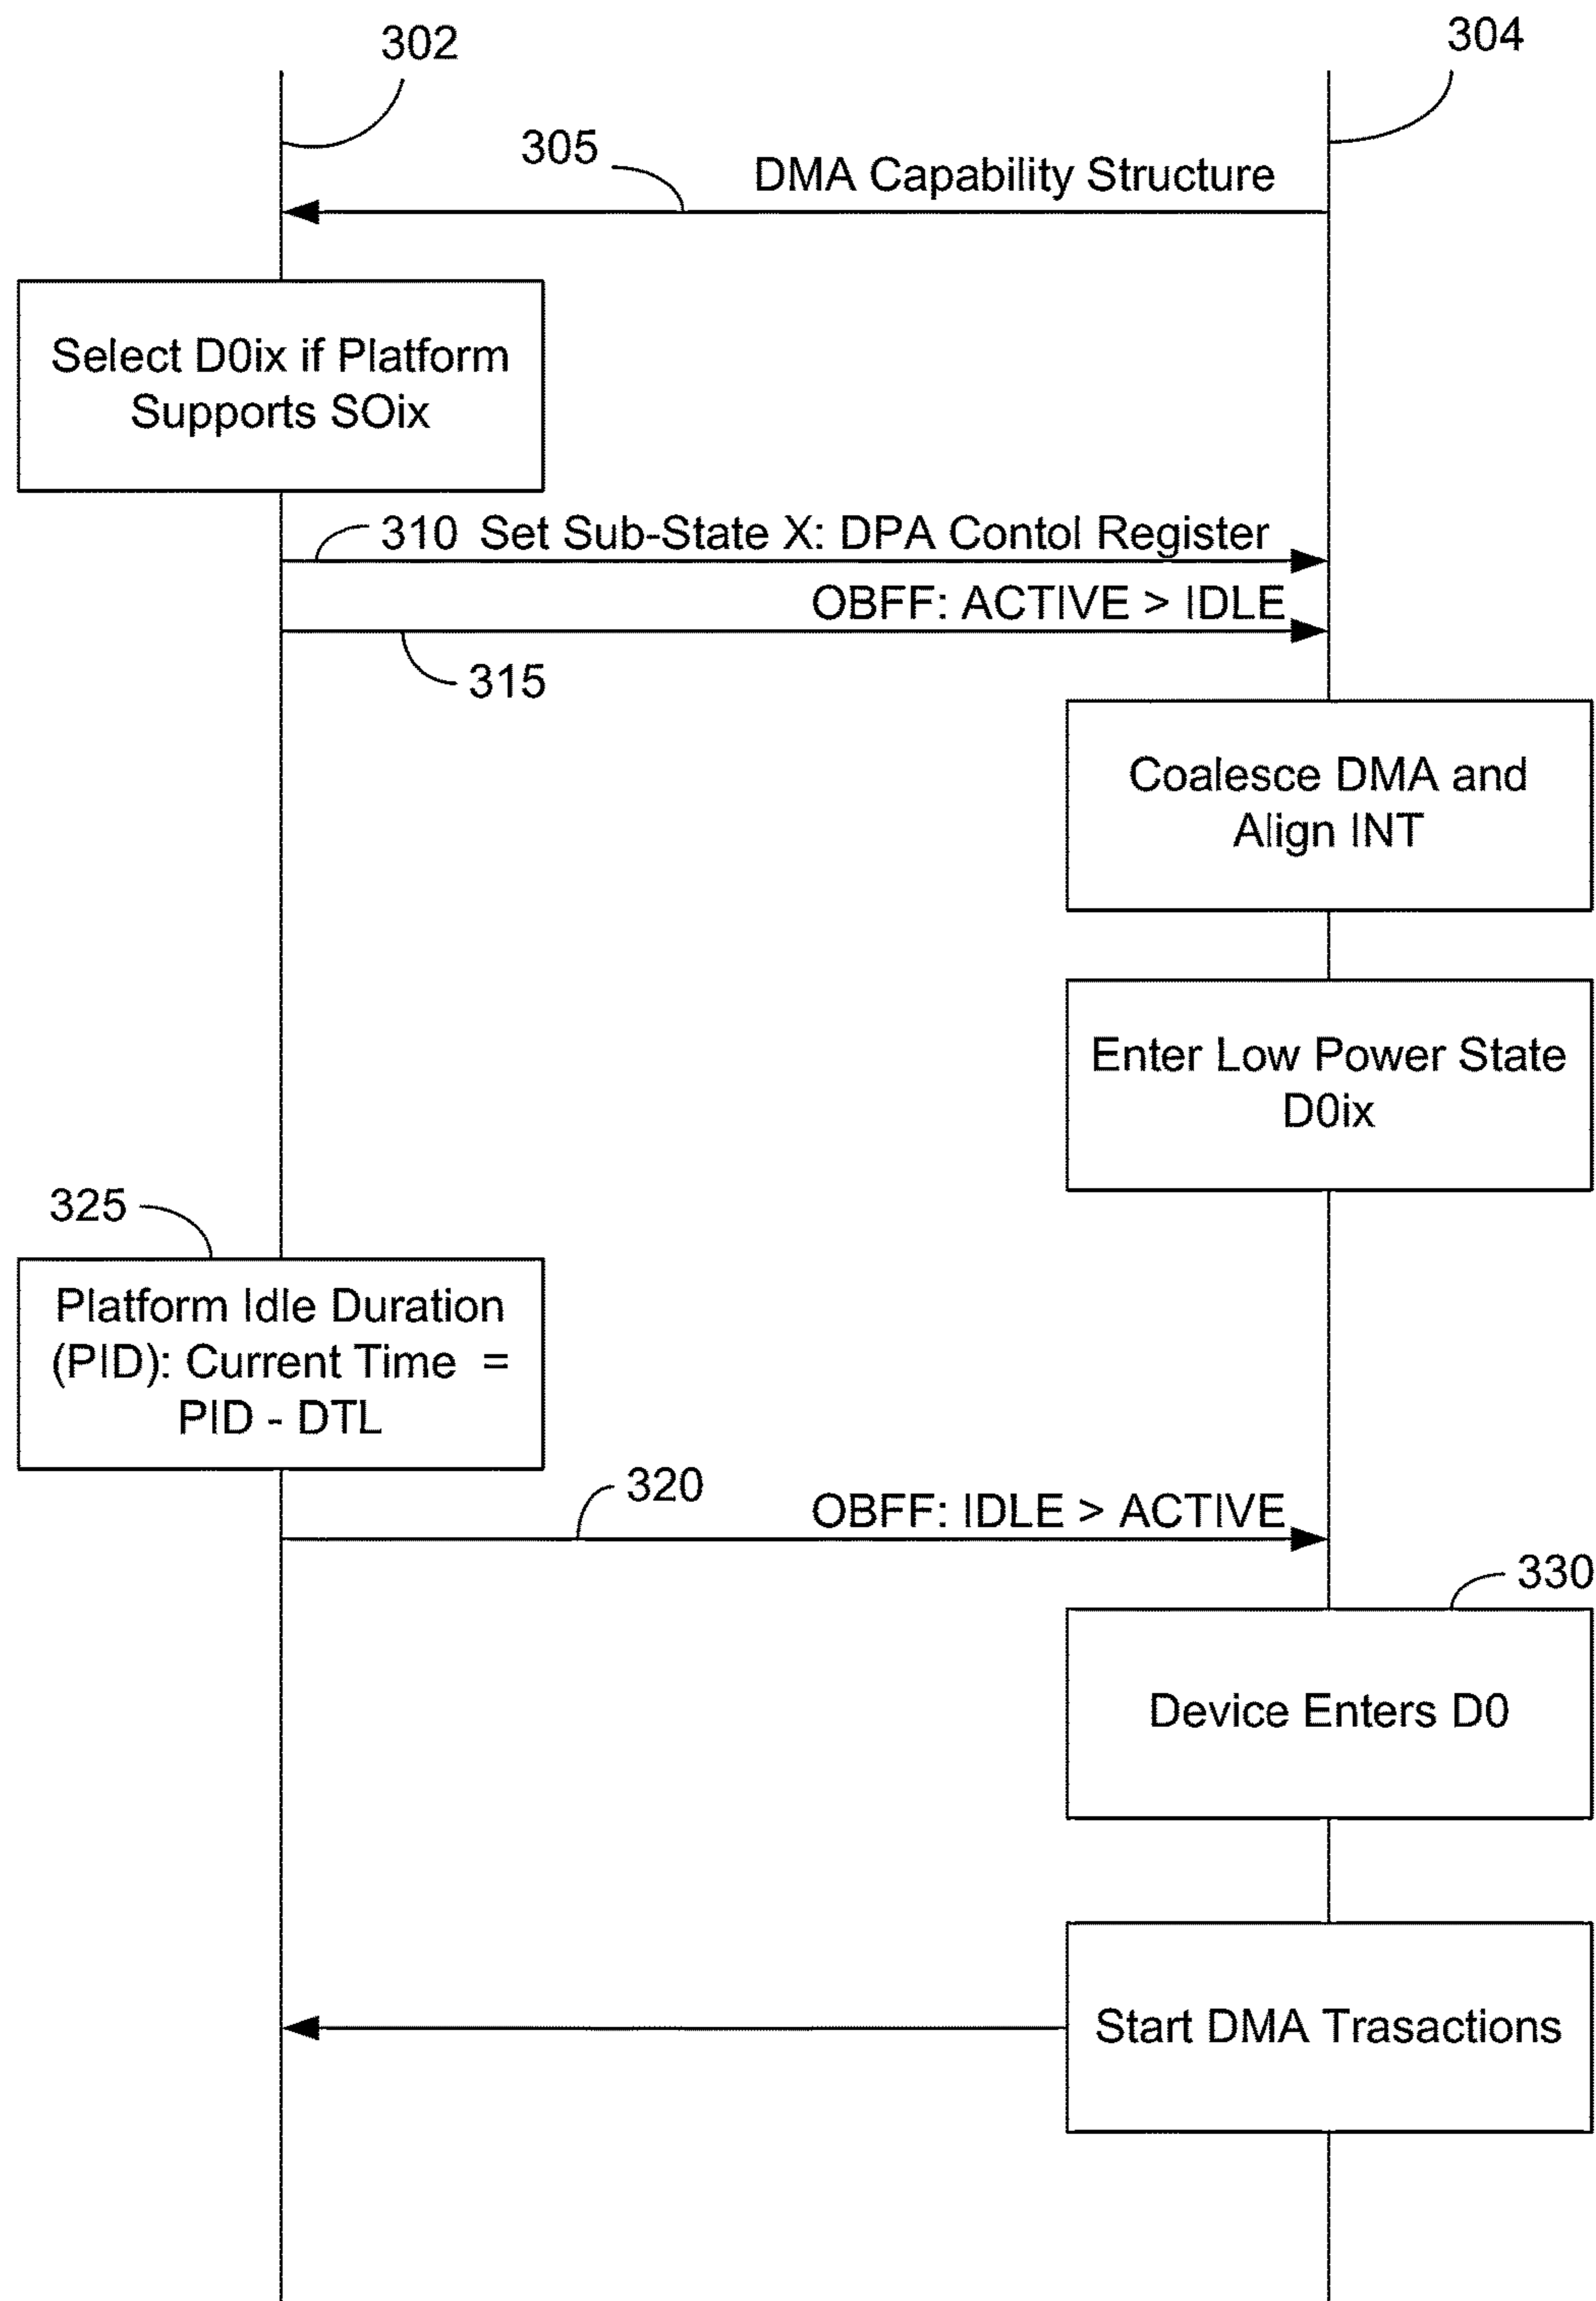 302
304
305
DMA Capability Structure
Select D0ix if Platform
Supports SOix
310 Set Sub-State X: DPA Contol Register
OBFF: ACTIVE > IDLE
315
Coalesce DMA and
Align INT
Enter Low Power State
D0ix
325
Platform Idle Duration
(PID): Current Time =
PID - DTL
320
OBFF: IDLE > ACTIVE
330
Device Enters D0
Start DMA Trasactions